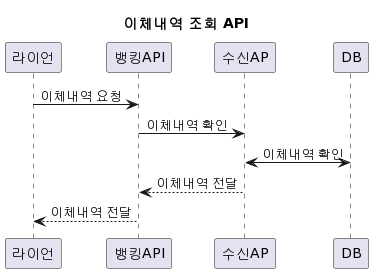 이체내역 조회 API
라이언 뱅킹API 수신AP DB
이체내역 요청
이체내역 확인
이체내역 확인
이체내역 전달
이체내역 전달
라이언 뱅킹API 수신AP DB